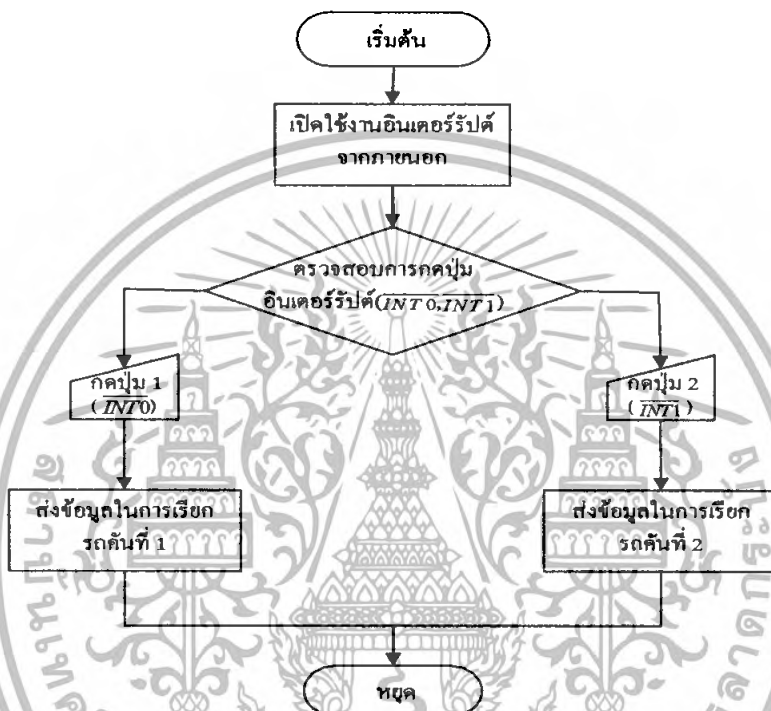 เริ่มต้น
เปิดใช้งานอินเตอร์รัปต์
จากภายนอก
ตรวจสอบการกดปุ่ม
อินเตอร์รัปต์(INT0,INT1)
กดปุ่ม 1
(INT0)
กดปุ่ม 2
(INT1)
ส่งข้อมูลในการเรียก
รถคันที่ 1
ส่งข้อมูลในการเรียก
รถคันที่ 2
หยุด